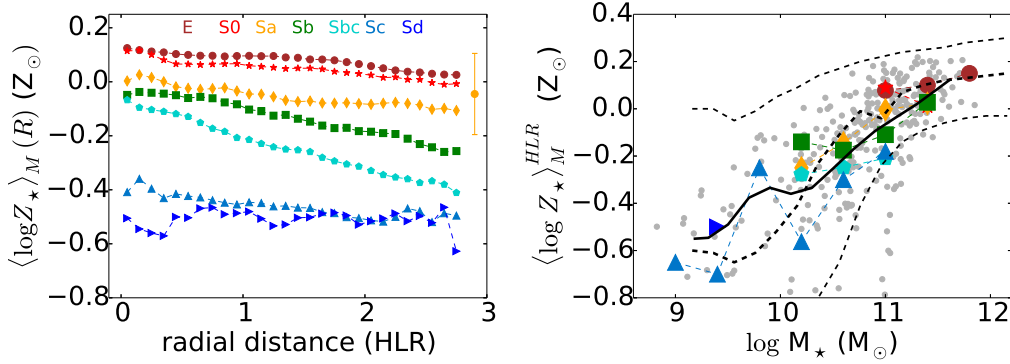 E S0 Sa Sb Sbc Sc Sd
0.2
0.0
−0.2
−0.4
−0.6
−0.8
0 1 2 3
radial distance (HLR)
⟨logZ⋆⟩M (R) (Z⊙)
0.4
0.2
0.0
−0.2
−0.4
−0.6
−0.8
9 10 11 12
log M⋆ (M⊙)
⟨log Z⋆⟩M^HLR (Z⊙)